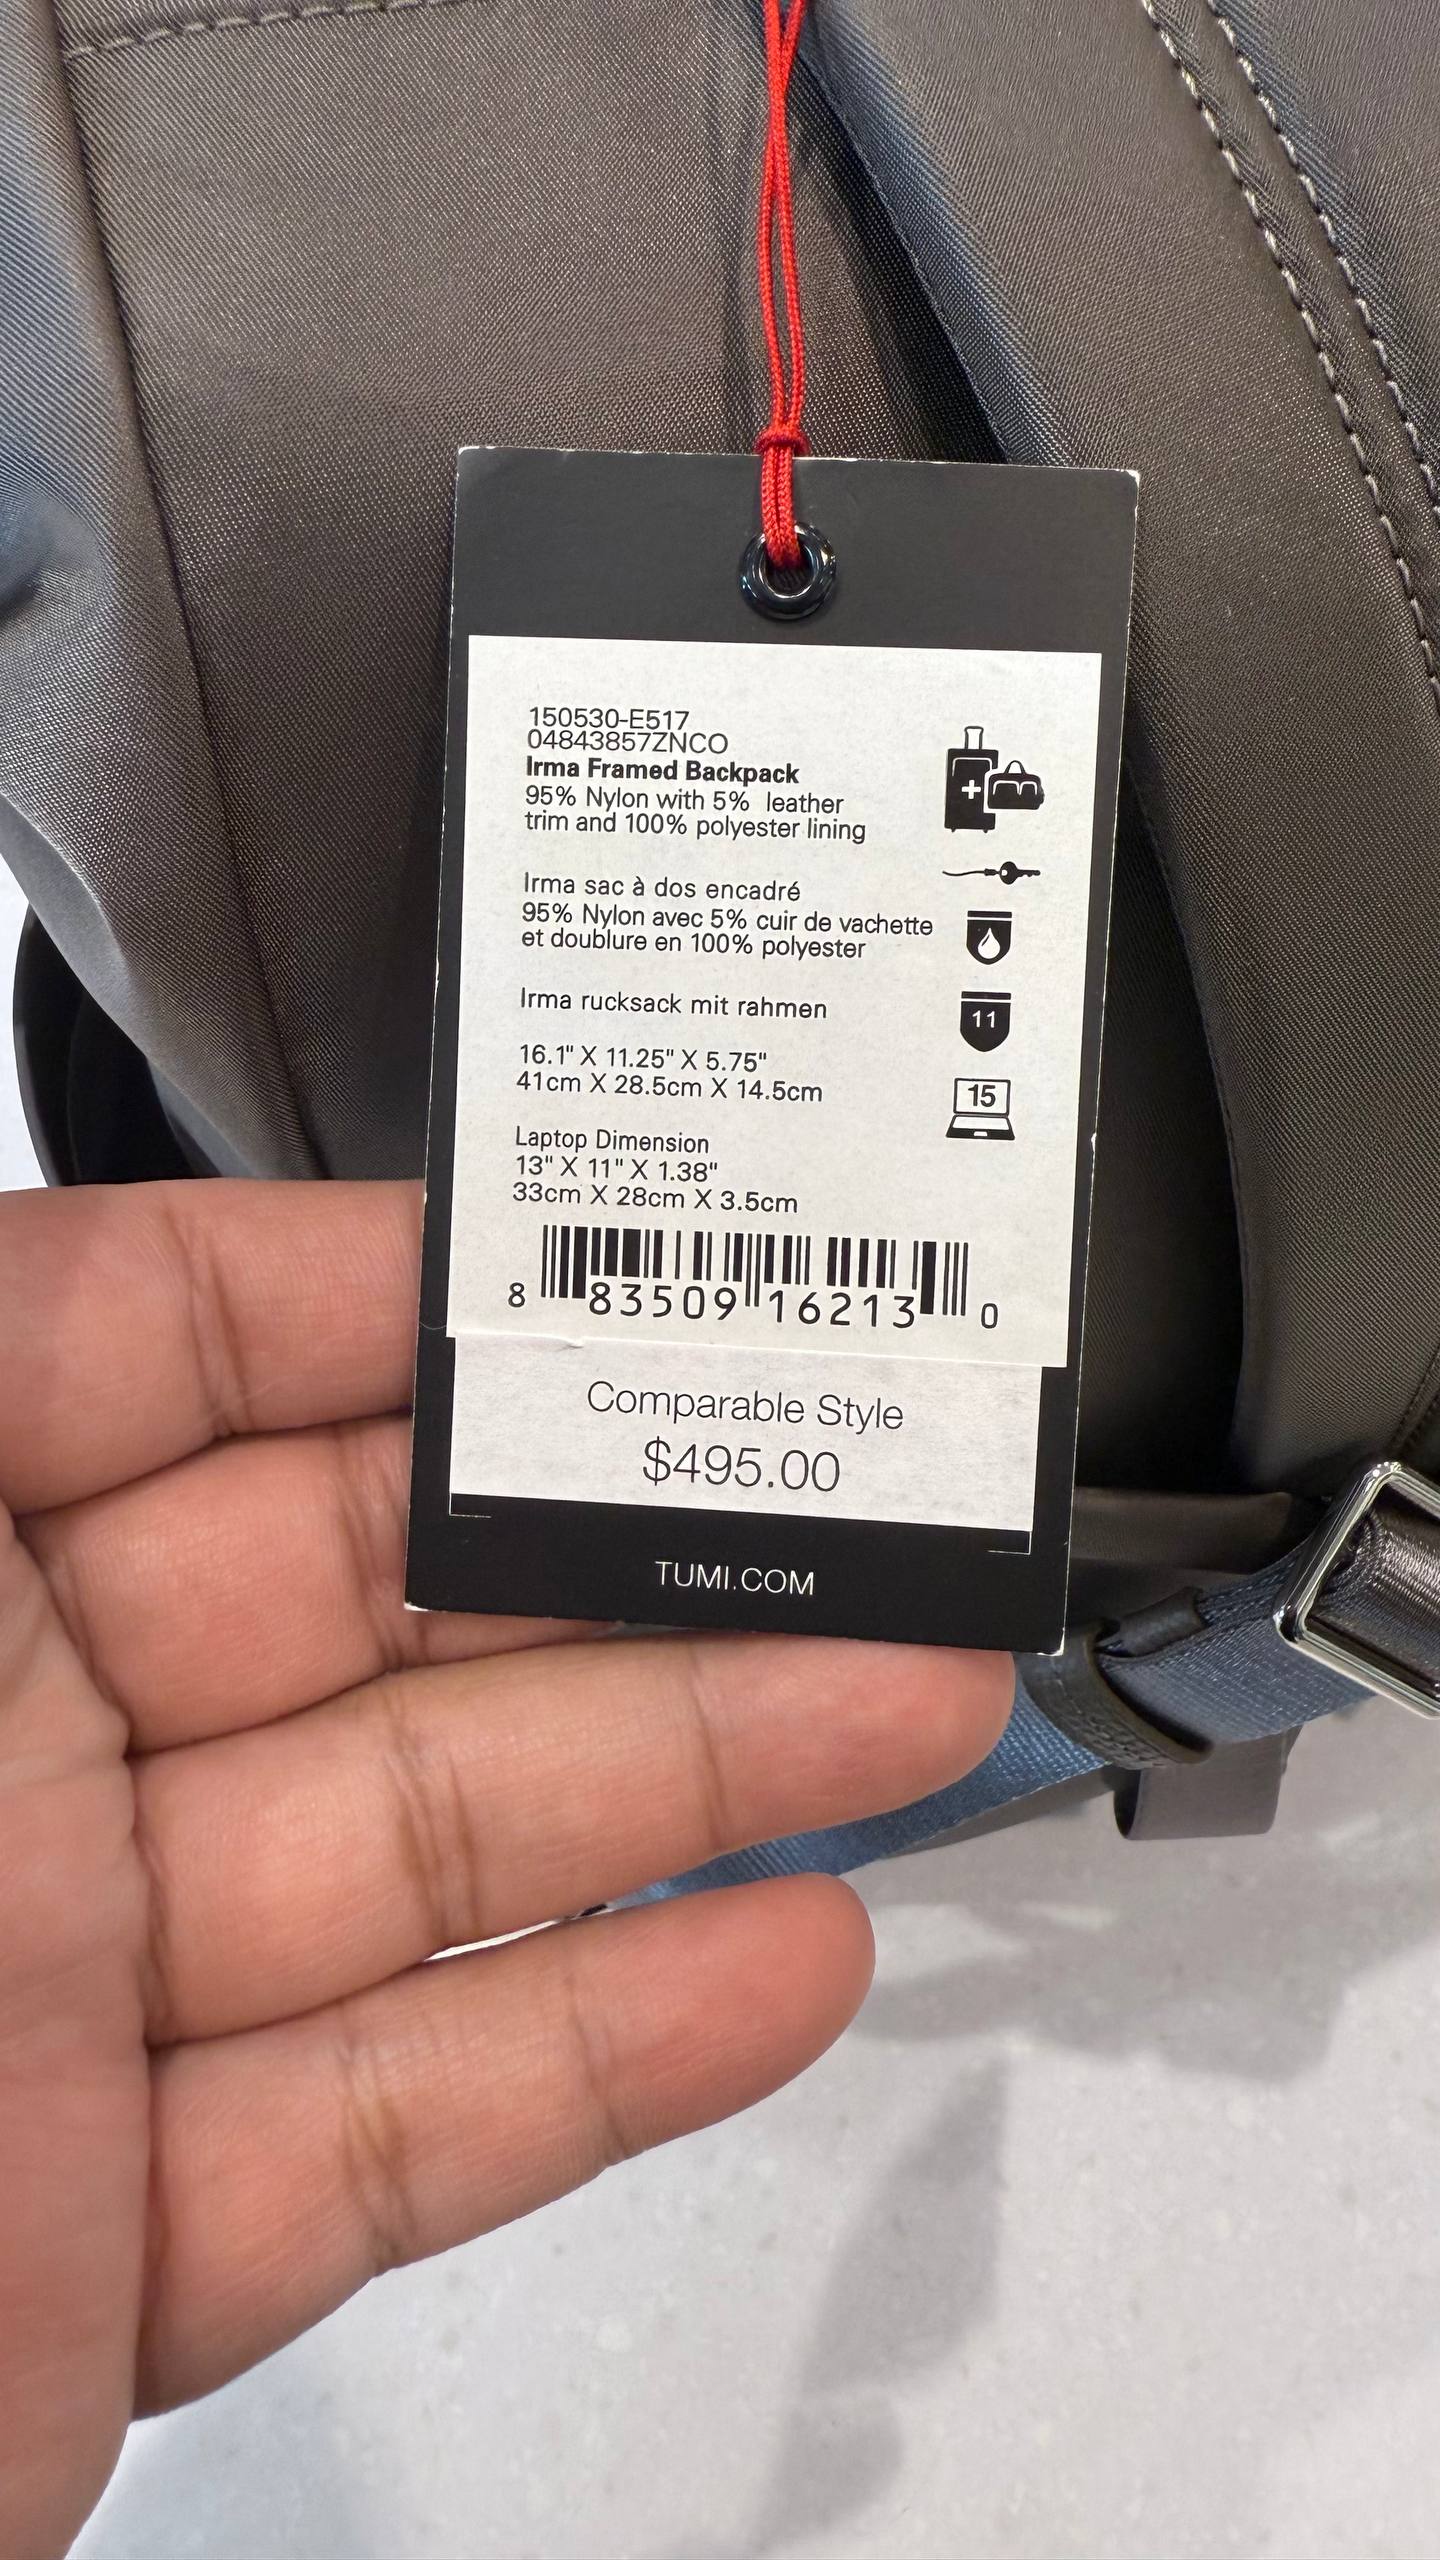 150530-E517
04843857ZNCO
Irma Framed Backpack
95% Nylon with 5% leather
trim and 100% polyester lining
Irma sac à dos encadré
95% Nylon avec 5% cuir de vachette
et doublure en 100% polyester
11
Irma rucksack mit rahmen
16.1" X 11.25" X 5.75"
41cm X 28.5cm X 14.5cm
15
Laptop Dimension
13" X 11" X 1.38"
33cm X 28cm X 3.5cm
8 83509 16213 0
Comparable Style
$495.00
TUMI.COM